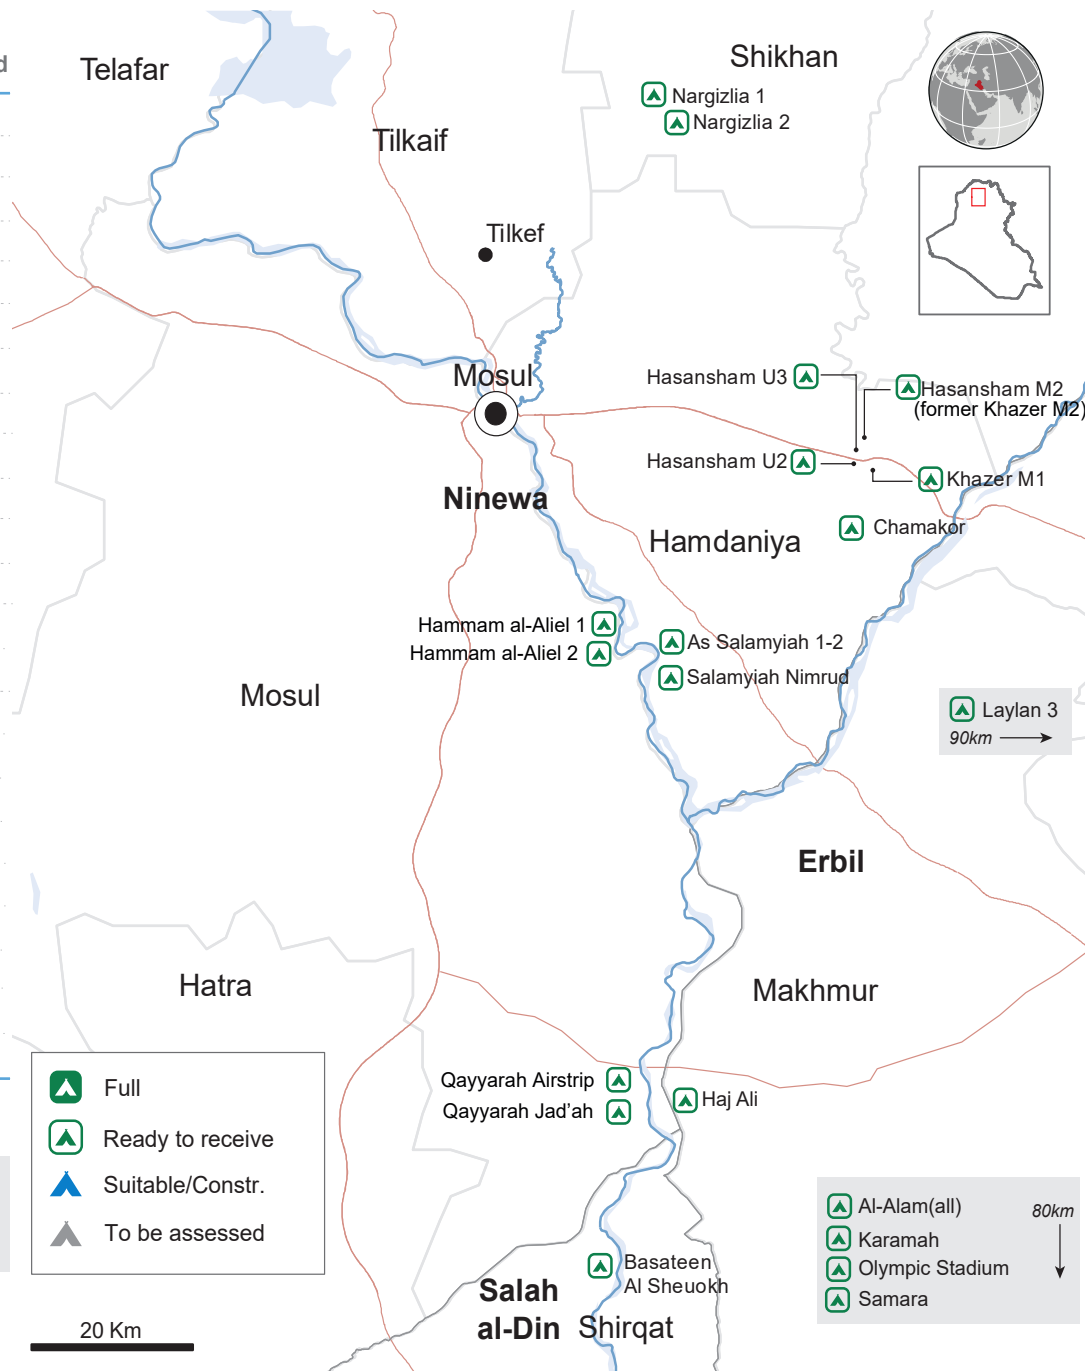 d
Telafar
Shikhan
Nargizlia 1
Nargizlia 2
Tilkaif
Tilkef
Mosul
Hasansham U3
Hasansham M2
(former Khazer M2)
Hasansham U2
Khazer M1
Ninewa
Chamakor
Hamdaniya
Hammam al-Aliel 1
Hammam al-Aliel 2
As Salamyiah 1-2
Salamyiah Nimrud
Mosul
Laylan 3
90km
Erbil
Hatra
Makhmur
Qayyarah Airstrip
Qayyarah Jad’ah
Haj Ali
Full
Ready to receive
Suitable/Constr.
To be assessed
Al-Alam(all)
Karamah
Olympic Stadium
Samara
80km
Basateen
Al Sheuokh
Salah
al-Din
Shirqat
20 Km